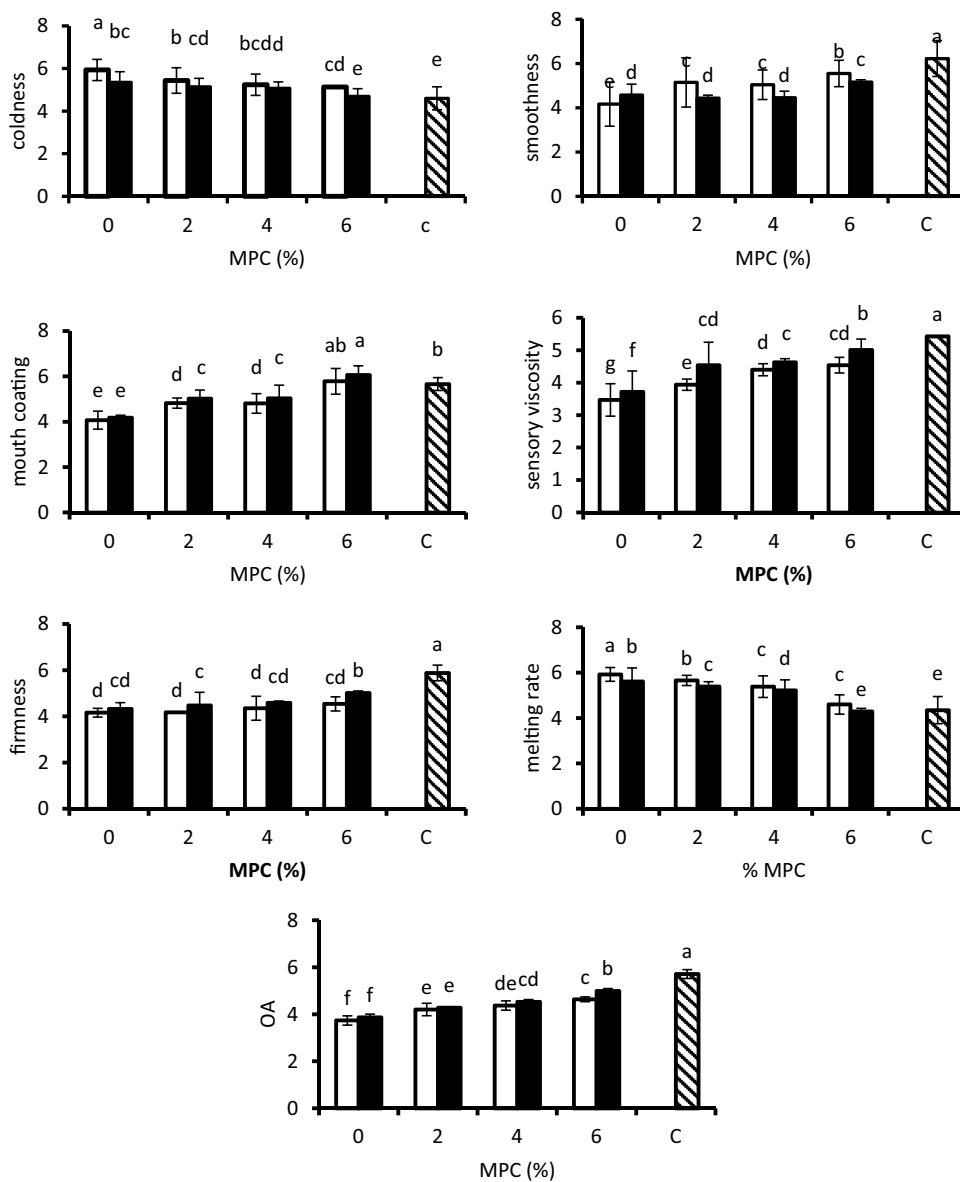 coldness
8
6
4
2
0
a bc b cd bcdd cd e e
0 2 4 6 c
MPC (%)
smoothness
8
6
4
2
0
e d c d c d b c a
0 2 4 6 C
MPC (%)
mouth coating
8
6
4
2
0
e e d c d c ab a b
0 2 4 6 C
MPC (%)
sensory viscosity
6
5
4
3
2
1
0
g f e cd d c cd b a
0 2 4 6 C
MPC (%)
firmness
8
6
4
2
0
d cd d c d cd cd b a
0 2 4 6 C
MPC (%)
melting rate
8
6
4
2
0
a b b c c d c e e
0 2 4 6 C
% MPC
OA
8
6
4
2
0
f f e e de cd c b a
0 2 4 6 C
MPC (%)